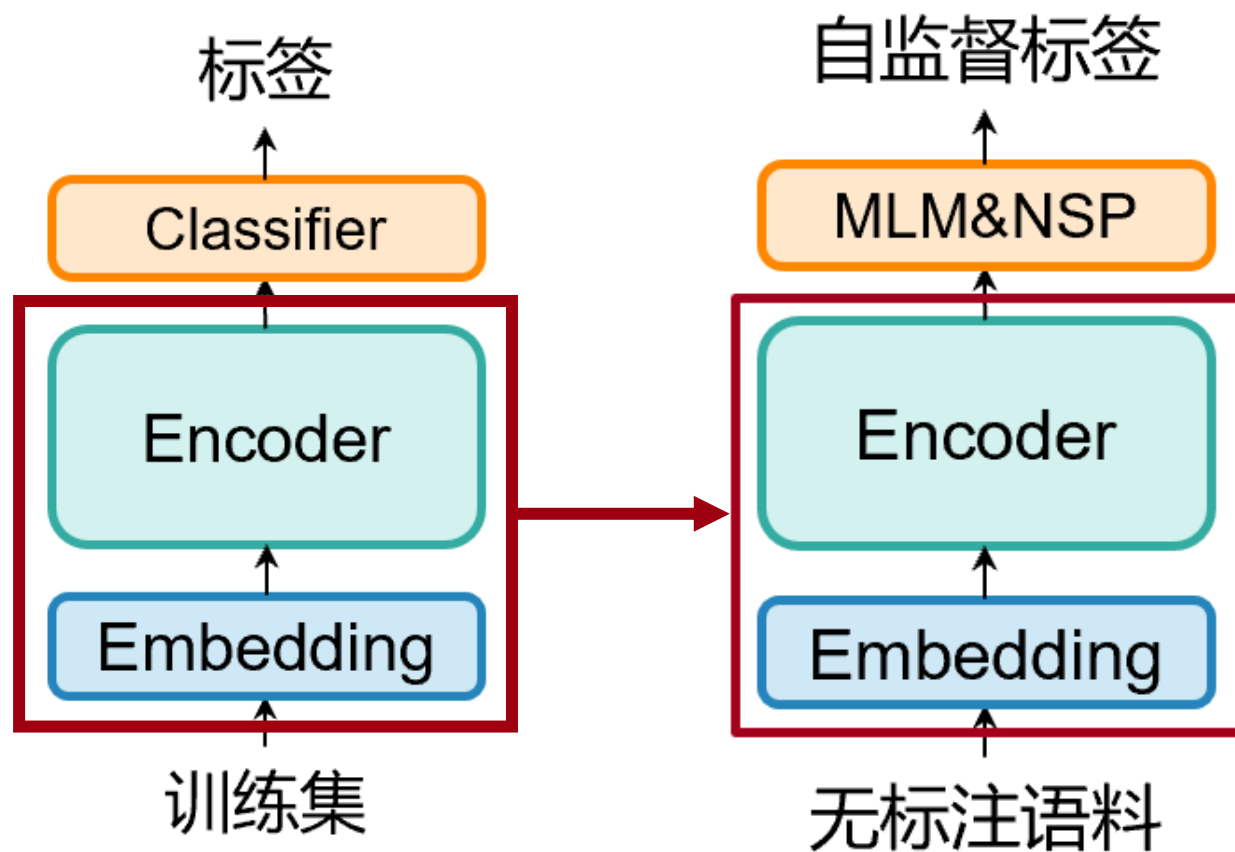 标签
Classifier
Encoder
Embedding
训练集
自监督标签
MLM&NSP
Encoder
Embedding
无标注语料